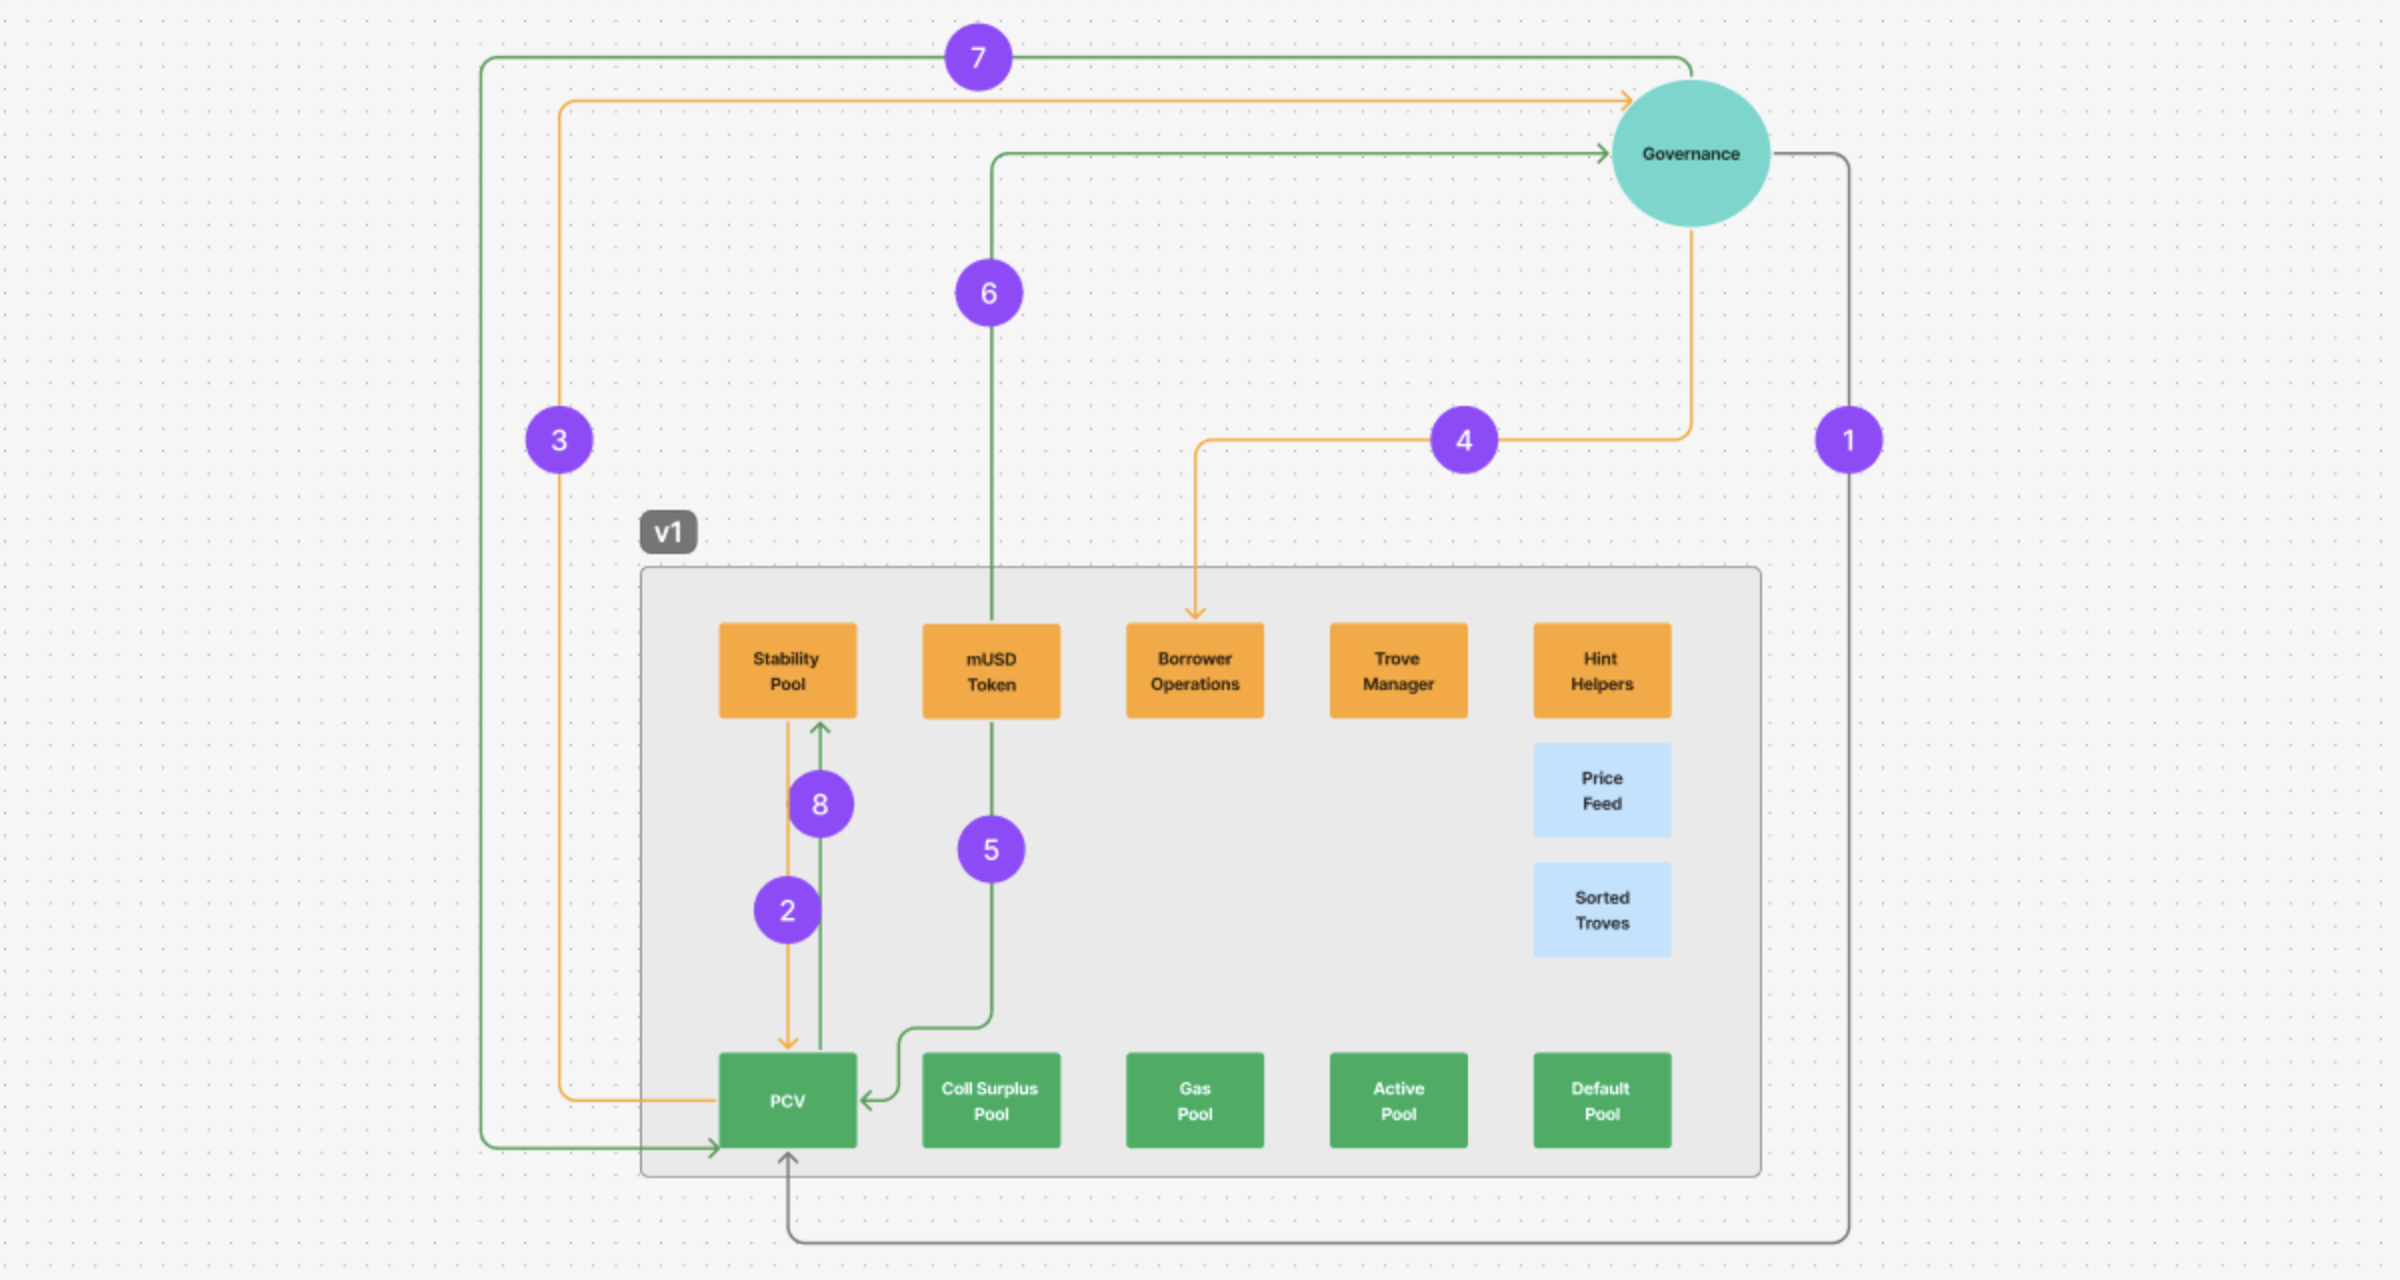 7
Governance
6
3
4
1
v1
Stability
Pool
mUSD
Token
Borrower
Operations
Trove
Manager
Hint
Helpers
Price
Feed
8
5
2
Sorted
Troves
PCV
Coll Surplus
Pool
Gas
Pool
Active
Pool
Default
Pool